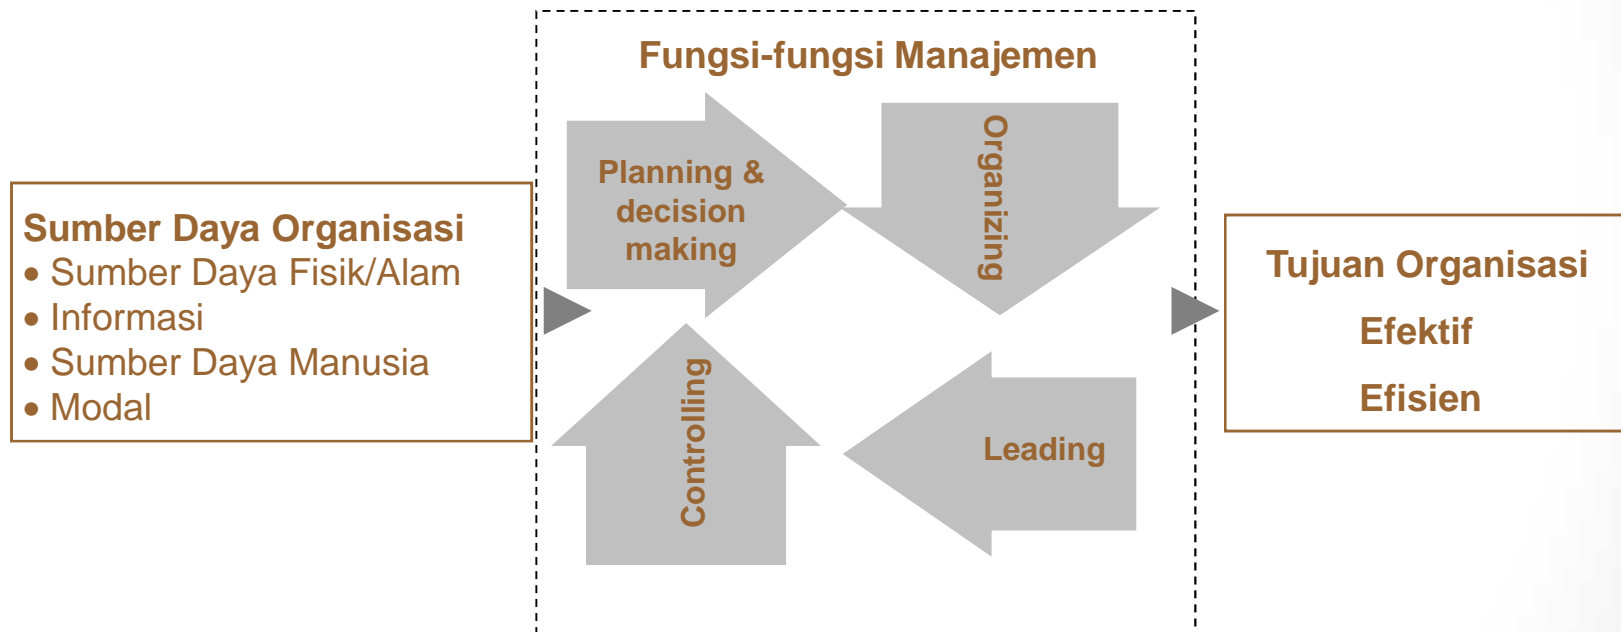 Fungsi-fungsi Manajemen
Sumber Daya Organisasi
• Sumber Daya Fisik/Alam
• Informasi
• Sumber Daya Manusia
• Modal
Planning &
decision
making
Organizing
Leading
Controlling
Tujuan Organisasi
Efektif
Efisien